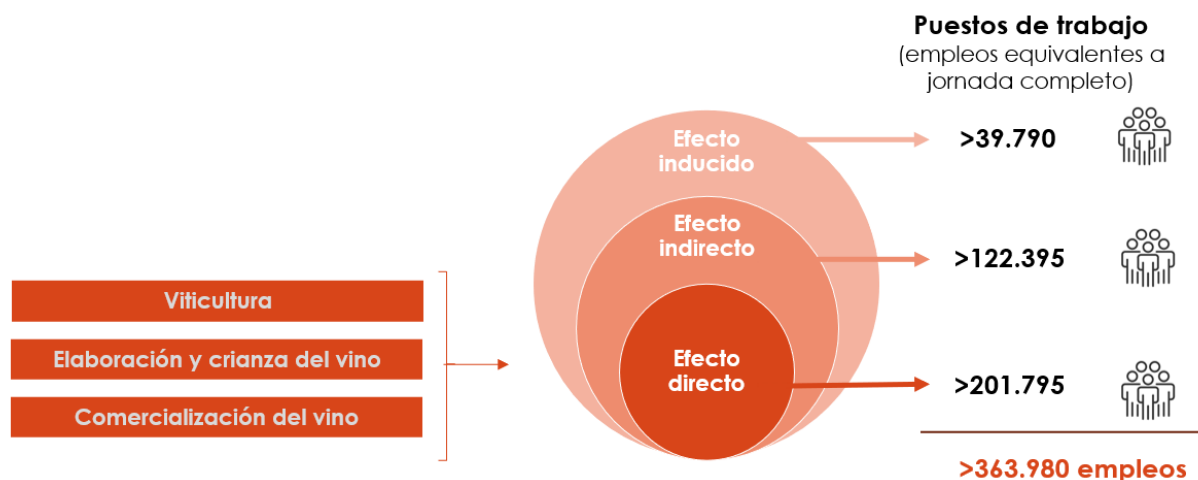 Puestos de trabajo
(empleos equivalentes a
jornada completo)
Efecto
inducido
>39.790
Efecto
indirecto
>122.395
Viticultura
Elaboración y crianza del vino
Comercialización del vino
Efecto
directo
>201.795
>363.980 empleos